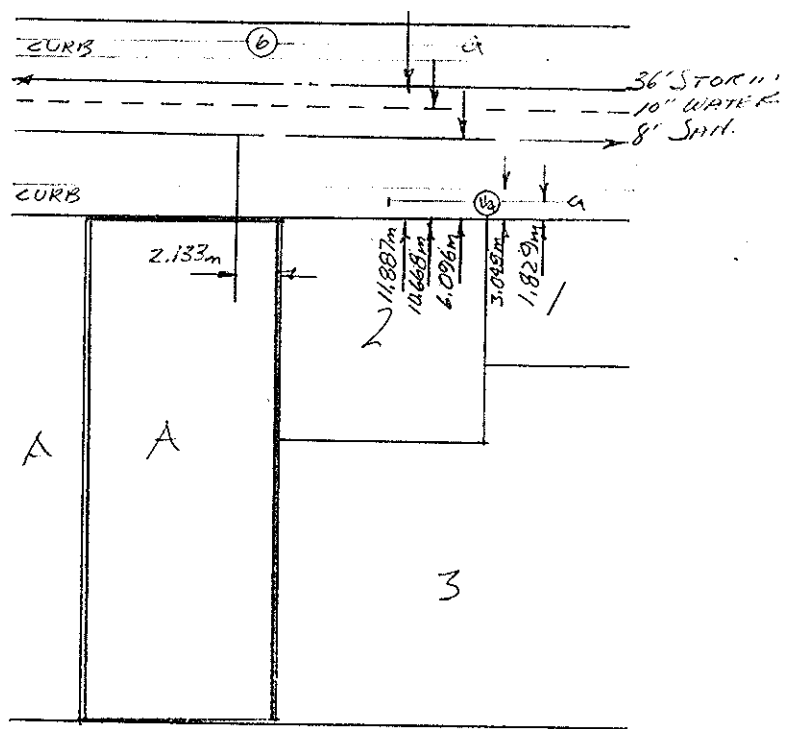 CURB
6
a
36" STORM
10" WATER
8" SAN.
CURB
a
2.133m
11.887m
10.668m
6.096m
3.049m
1.829m
2
1
A
A
3